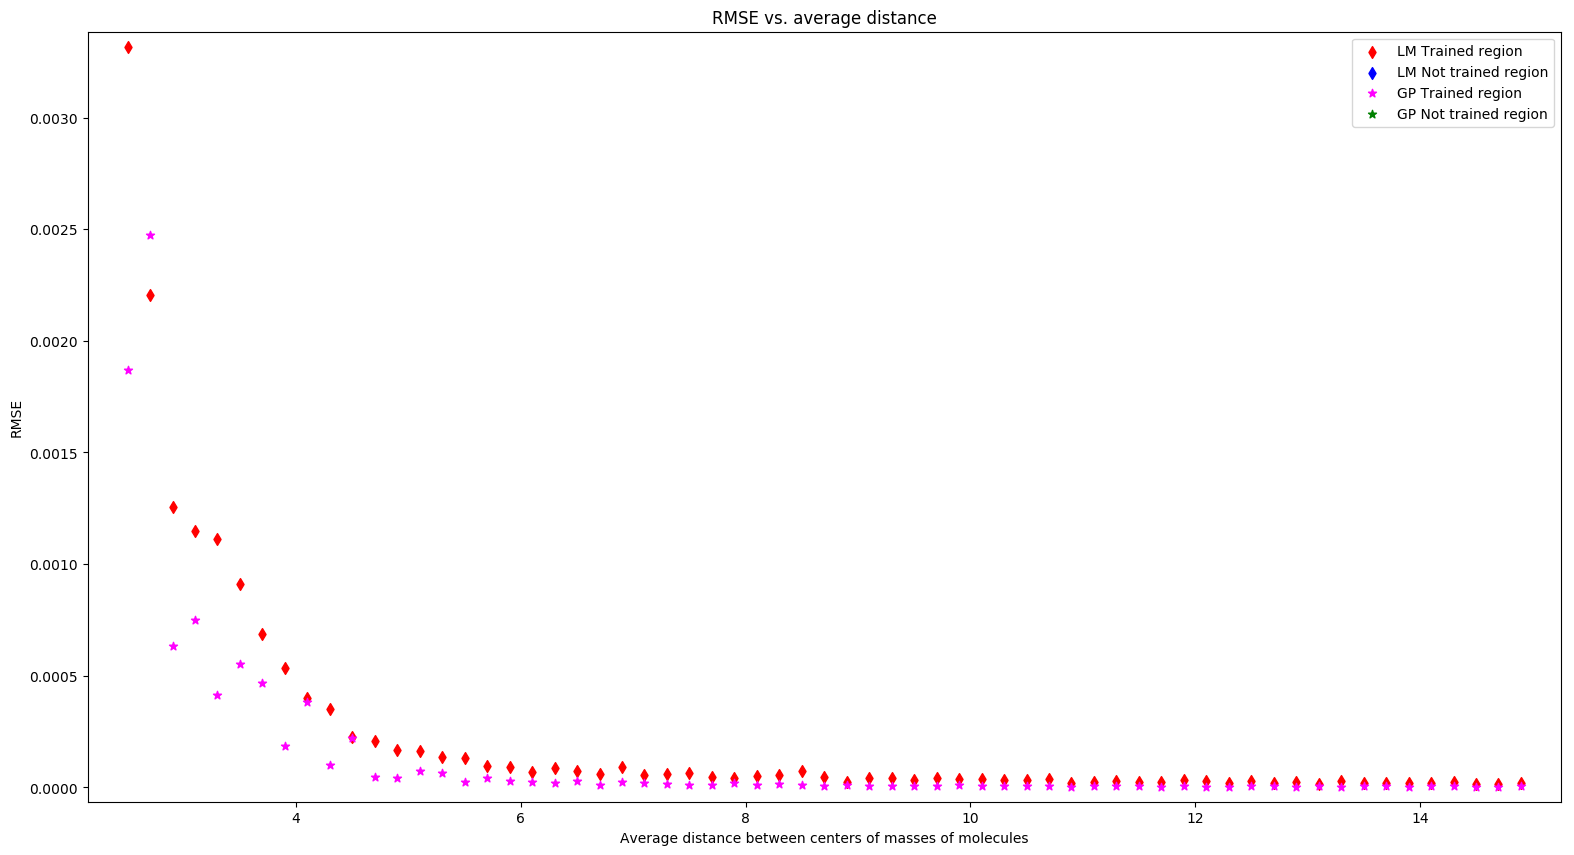 RMSE vs. average distance
LM Trained region
LM Not trained region
GP Trained region
GP Not trained region
0.0030
0.0025
0.0020
0.0015
0.0010
0.0005
0.0000
RMSE
4 6 8 10 12 14
Average distance between centers of masses of molecules